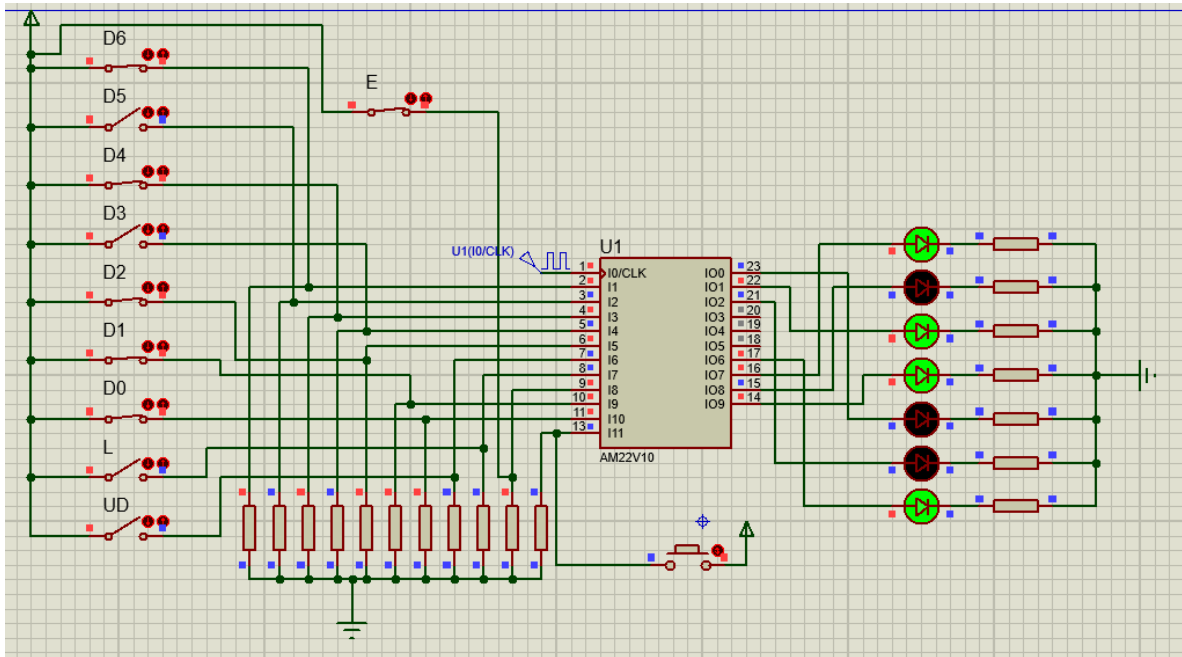 D6
D5
D4
D3
D2
D1
D0
L
UD
E
U1(I0/CLK)
U1
1 I0/CLK IO0 23
2 I1 IO1 22
3 I2 IO2 21
4 I3 IO3 20
5 I4 IO4 19
6 I5 IO5 18
7 I6 IO6 17
8 I7 IO7 16
9 I8 IO8 15
10 I9 IO9 14
11 I10
13 I11
AM22V10